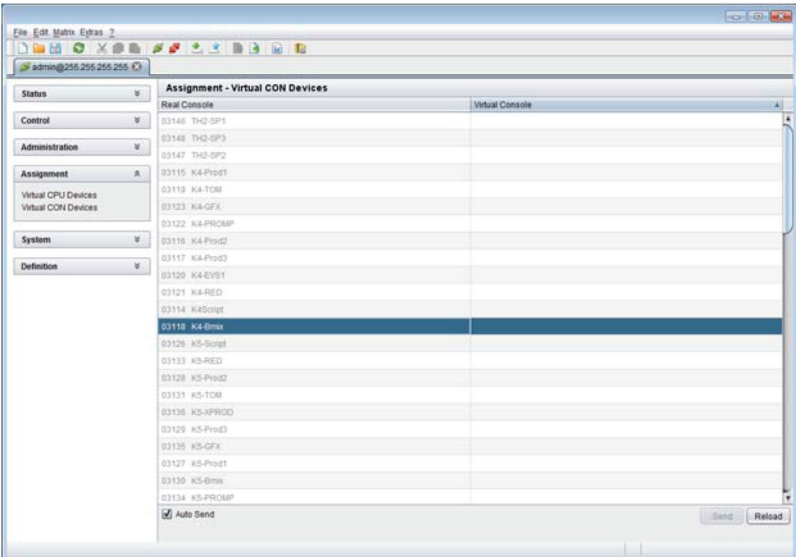 File Edit Matrix Extras ?
admin@255.255.255.255
Status
Control
Administration
Assignment
Virtual CPU Devices
Virtual CON Devices
System
Definition
Assignment - Virtual CON Devices
Real Console Virtual Console
03146 TH2-SP1
03148 TH2-SP3
03147 TH2-SP2
03115 K4-Prod1
03119 K4-TOM
03123 K4-GFX
03122 K4-PROMP
03116 K4-Prod2
03117 K4-Prod3
03120 K4-EVS1
03121 K4-RED
03114 K4Script
03118 K4-Bmix
03126 K5-Script
03133 K5-RED
03128 K5-Prod2
03131 K5-TOM
03136 K5-XPROD
03129 K5-Prod3
03135 K5-GFX
03127 K5-Prod1
03130 K5-Bmix
03134 K5-PROMP
Auto Send Send Reload